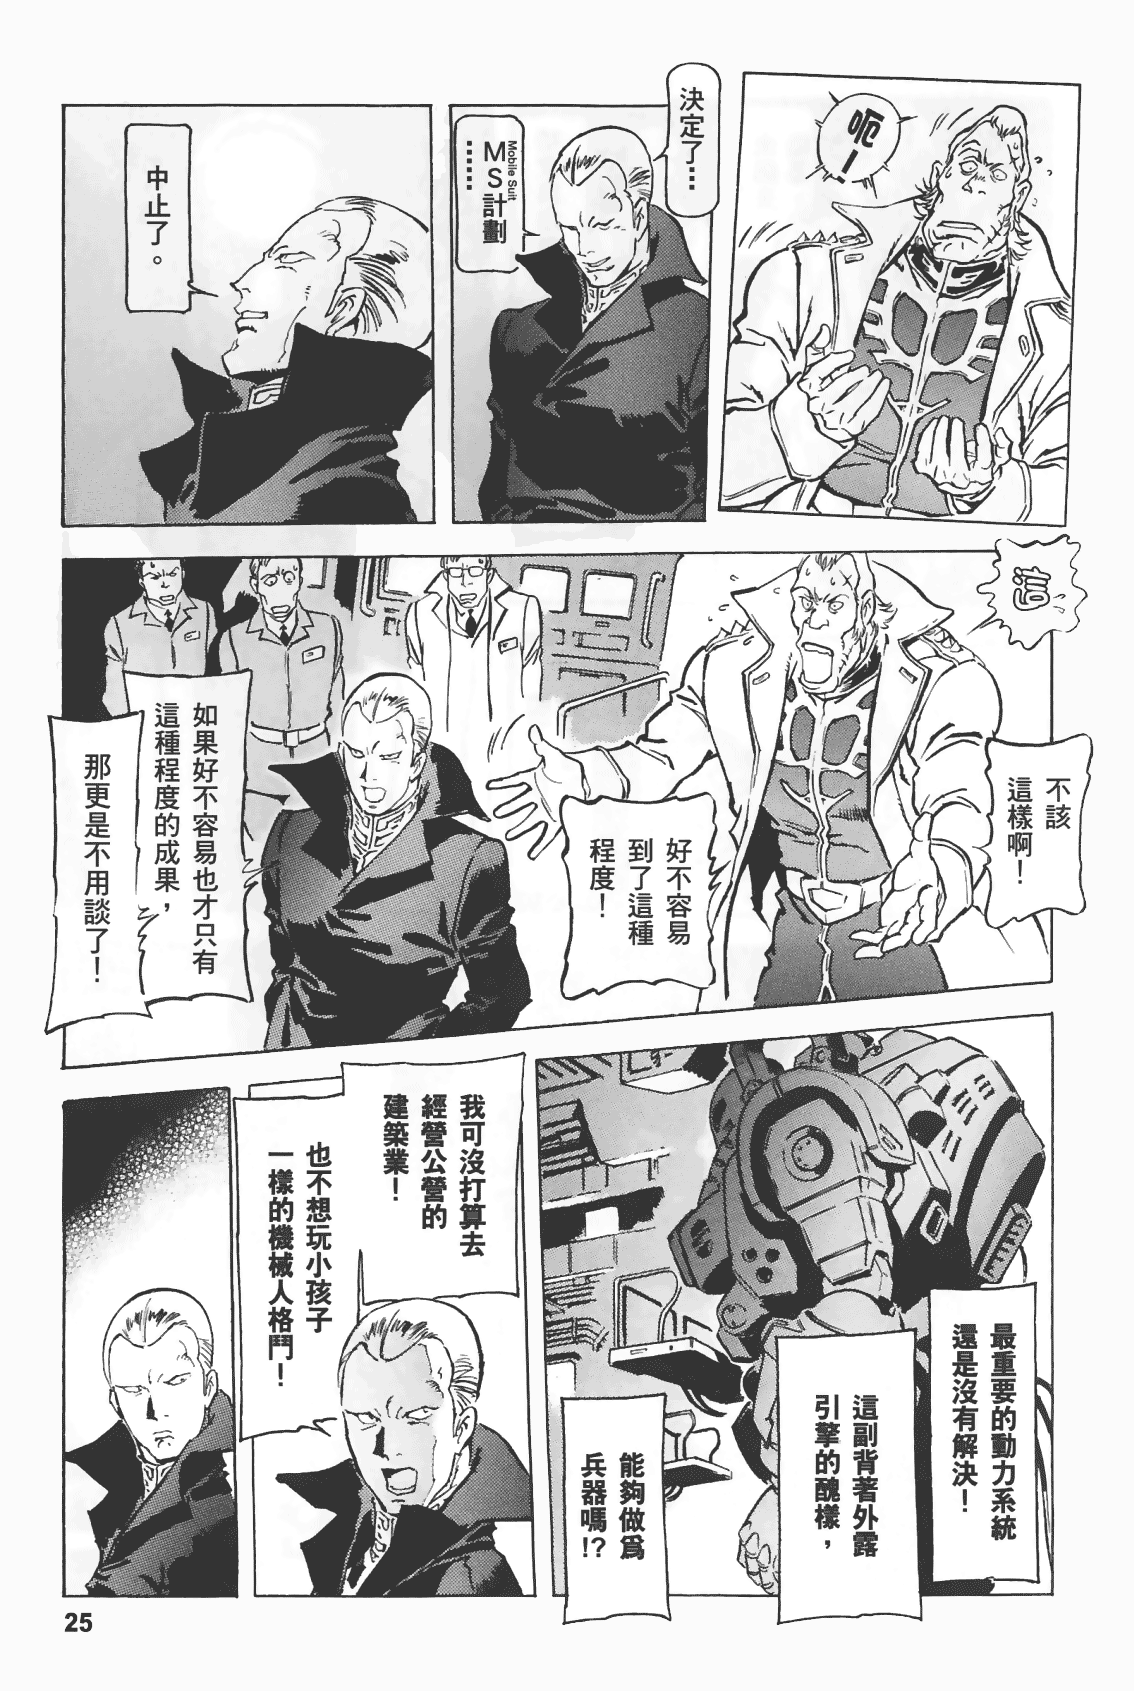 呃！
決定了…
MS計劃
Mobile Suit
……
中止了。
這
不該
這樣啊！
好不容易
到了這種
程度！
如果好不容易也才只有
這種程度的成果，
那更是不用談了！
最重要的動力系統
還是沒有解決！
這副背著外露
引擎的醜樣，
能夠做爲
兵器嗎!?
我可沒打算去
經營公營的
建築業！
也不想玩小孩子
一樣的機械人格鬥！
25